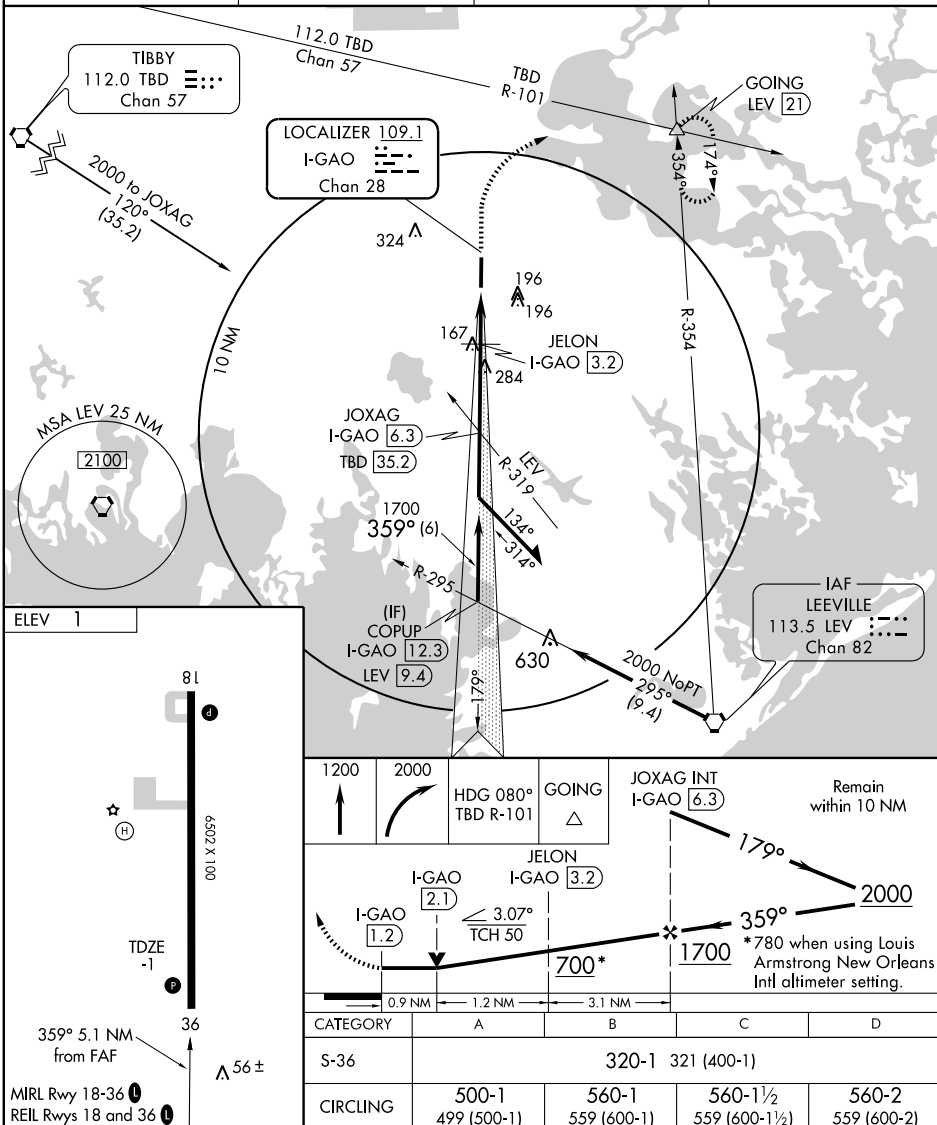 112.0 TBD
Chan 57
TIBBY
112.0 TBD
Chan 57
TBD
R-101
GOING
LEV 21
LOCALIZER 109.1
I-GAO
Chan 28
2000 to JOXAG
120°
(35.2)
174°
354°
324
196
196
10 NM
167
JELON
I-GAO 3.2
284
R-354
MSA LEV 25 NM
2100
JOXAG
I-GAO 6.3
TBD 35.2
LEV
R-319
1700
359° (6)
134°
314°
R-295
(IF)
COPUP
I-GAO 12.3
LEV 9.4
630
179°
2000 NoPT
295°
(9.4)
IAF
LEEVILLE
113.5 LEV
Chan 82
ELEV 1
18
P
H
6502 X 100
TDZE
-1
P
36
359° 5.1 NM
from FAF
56 ±
MIRL Rwy 18-36 L
REIL Rwys 18 and 36 L
1200
2000
HDG 080°
TBD R-101
GOING
JOXAG INT
I-GAO 6.3
Remain
within 10 NM
179°
2000
359°
JELON
I-GAO 3.2
I-GAO
2.1
3.07°
TCH 50
I-GAO
1.2
700*
1700
*780 when using Louis
Armstrong New Orleans
Intl altimeter setting.
0.9 NM
1.2 NM
3.1 NM
CATEGORY A B C D
S-36 320-1 321 (400-1)
CIRCLING 500-1 560-1 560-1½ 560-2
499 (500-1) 559 (600-1) 559 (600-1½) 559 (600-2)